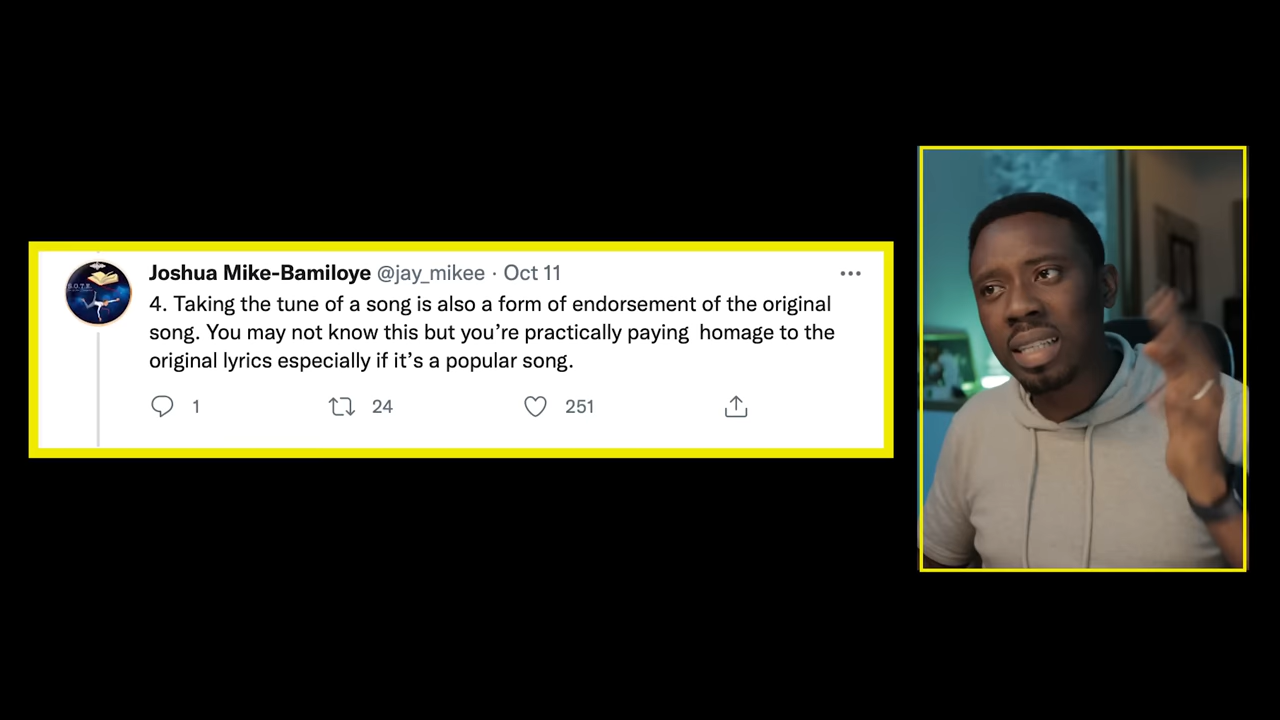 Joshua Mike-Bamiloye @jay_mikee · Oct 11
4. Taking the tune of a song is also a form of endorsement of the original
song. You may not know this but you’re practically paying  homage to the
original lyrics especially if it’s a popular song.
1 24 251